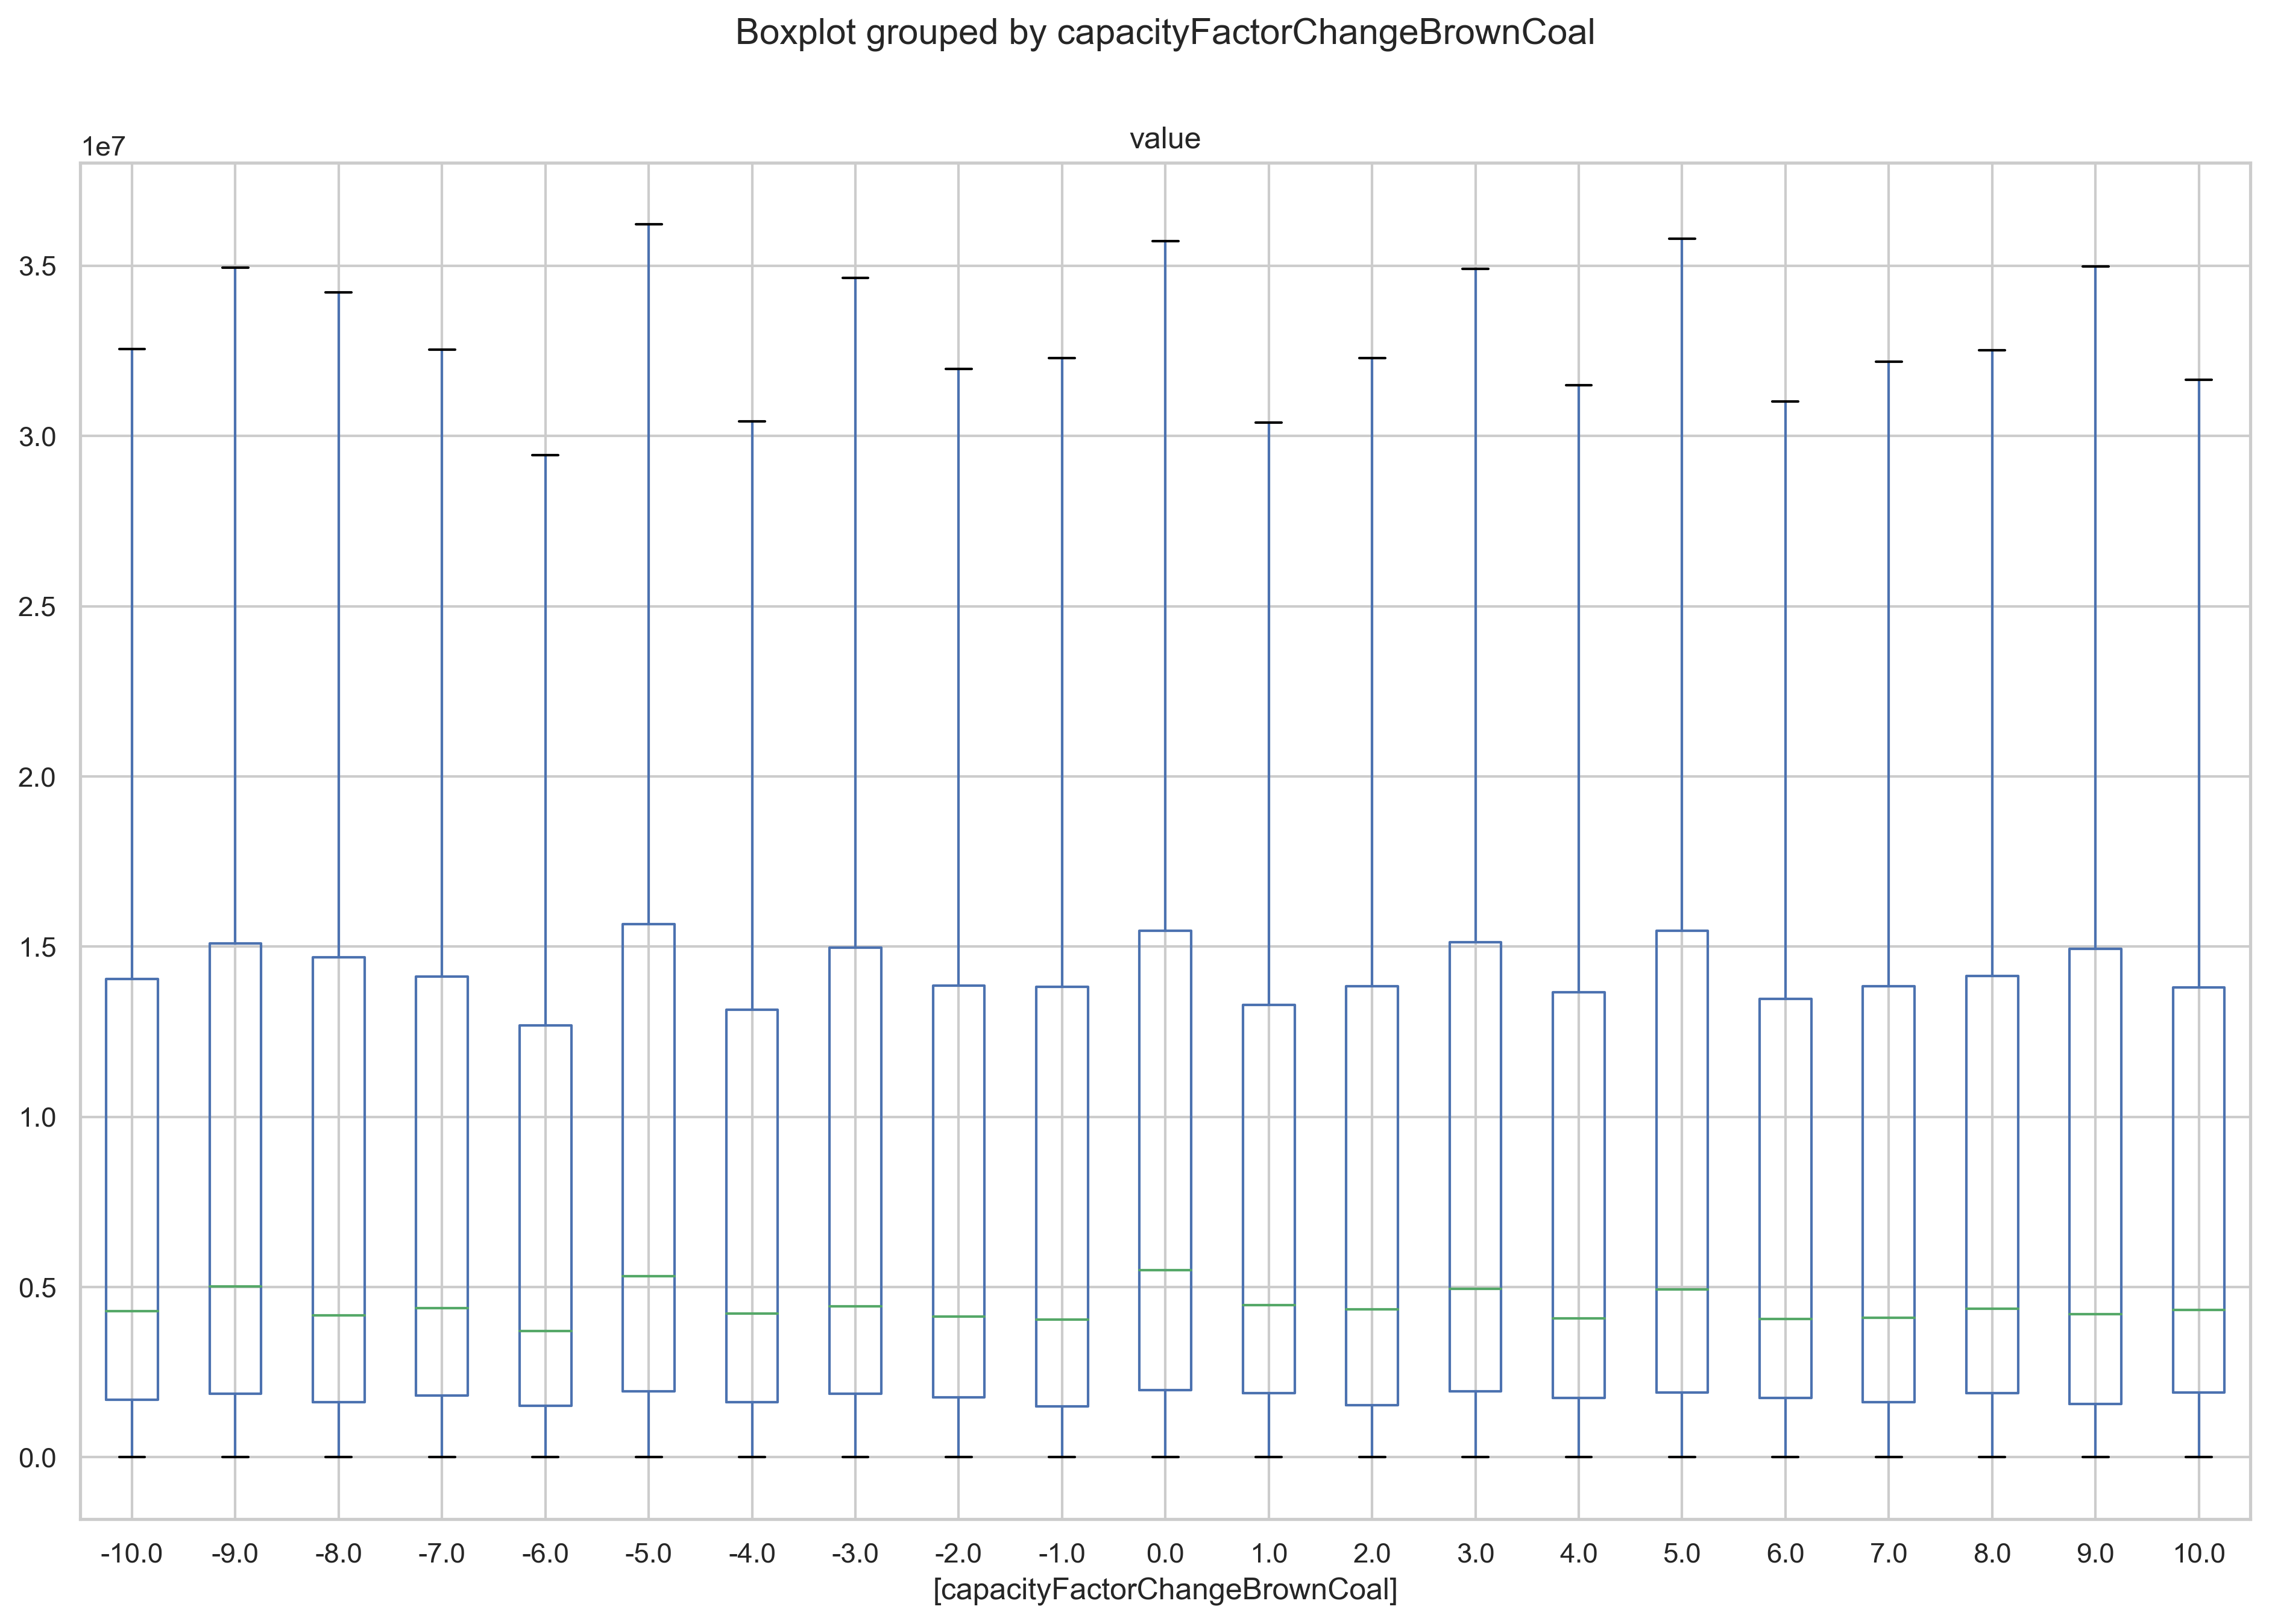 Boxplot grouped by capacityFactorChangeBrownCoal
value
1e7
3.5
3.0
2.5
2.0
1.5
1.0
0.5
0.0
-10.0 -9.0 -8.0 -7.0 -6.0 -5.0 -4.0 -3.0 -2.0 -1.0 0.0 1.0 2.0 3.0 4.0 5.0 6.0 7.0 8.0 9.0 10.0
[capacityFactorChangeBrownCoal]